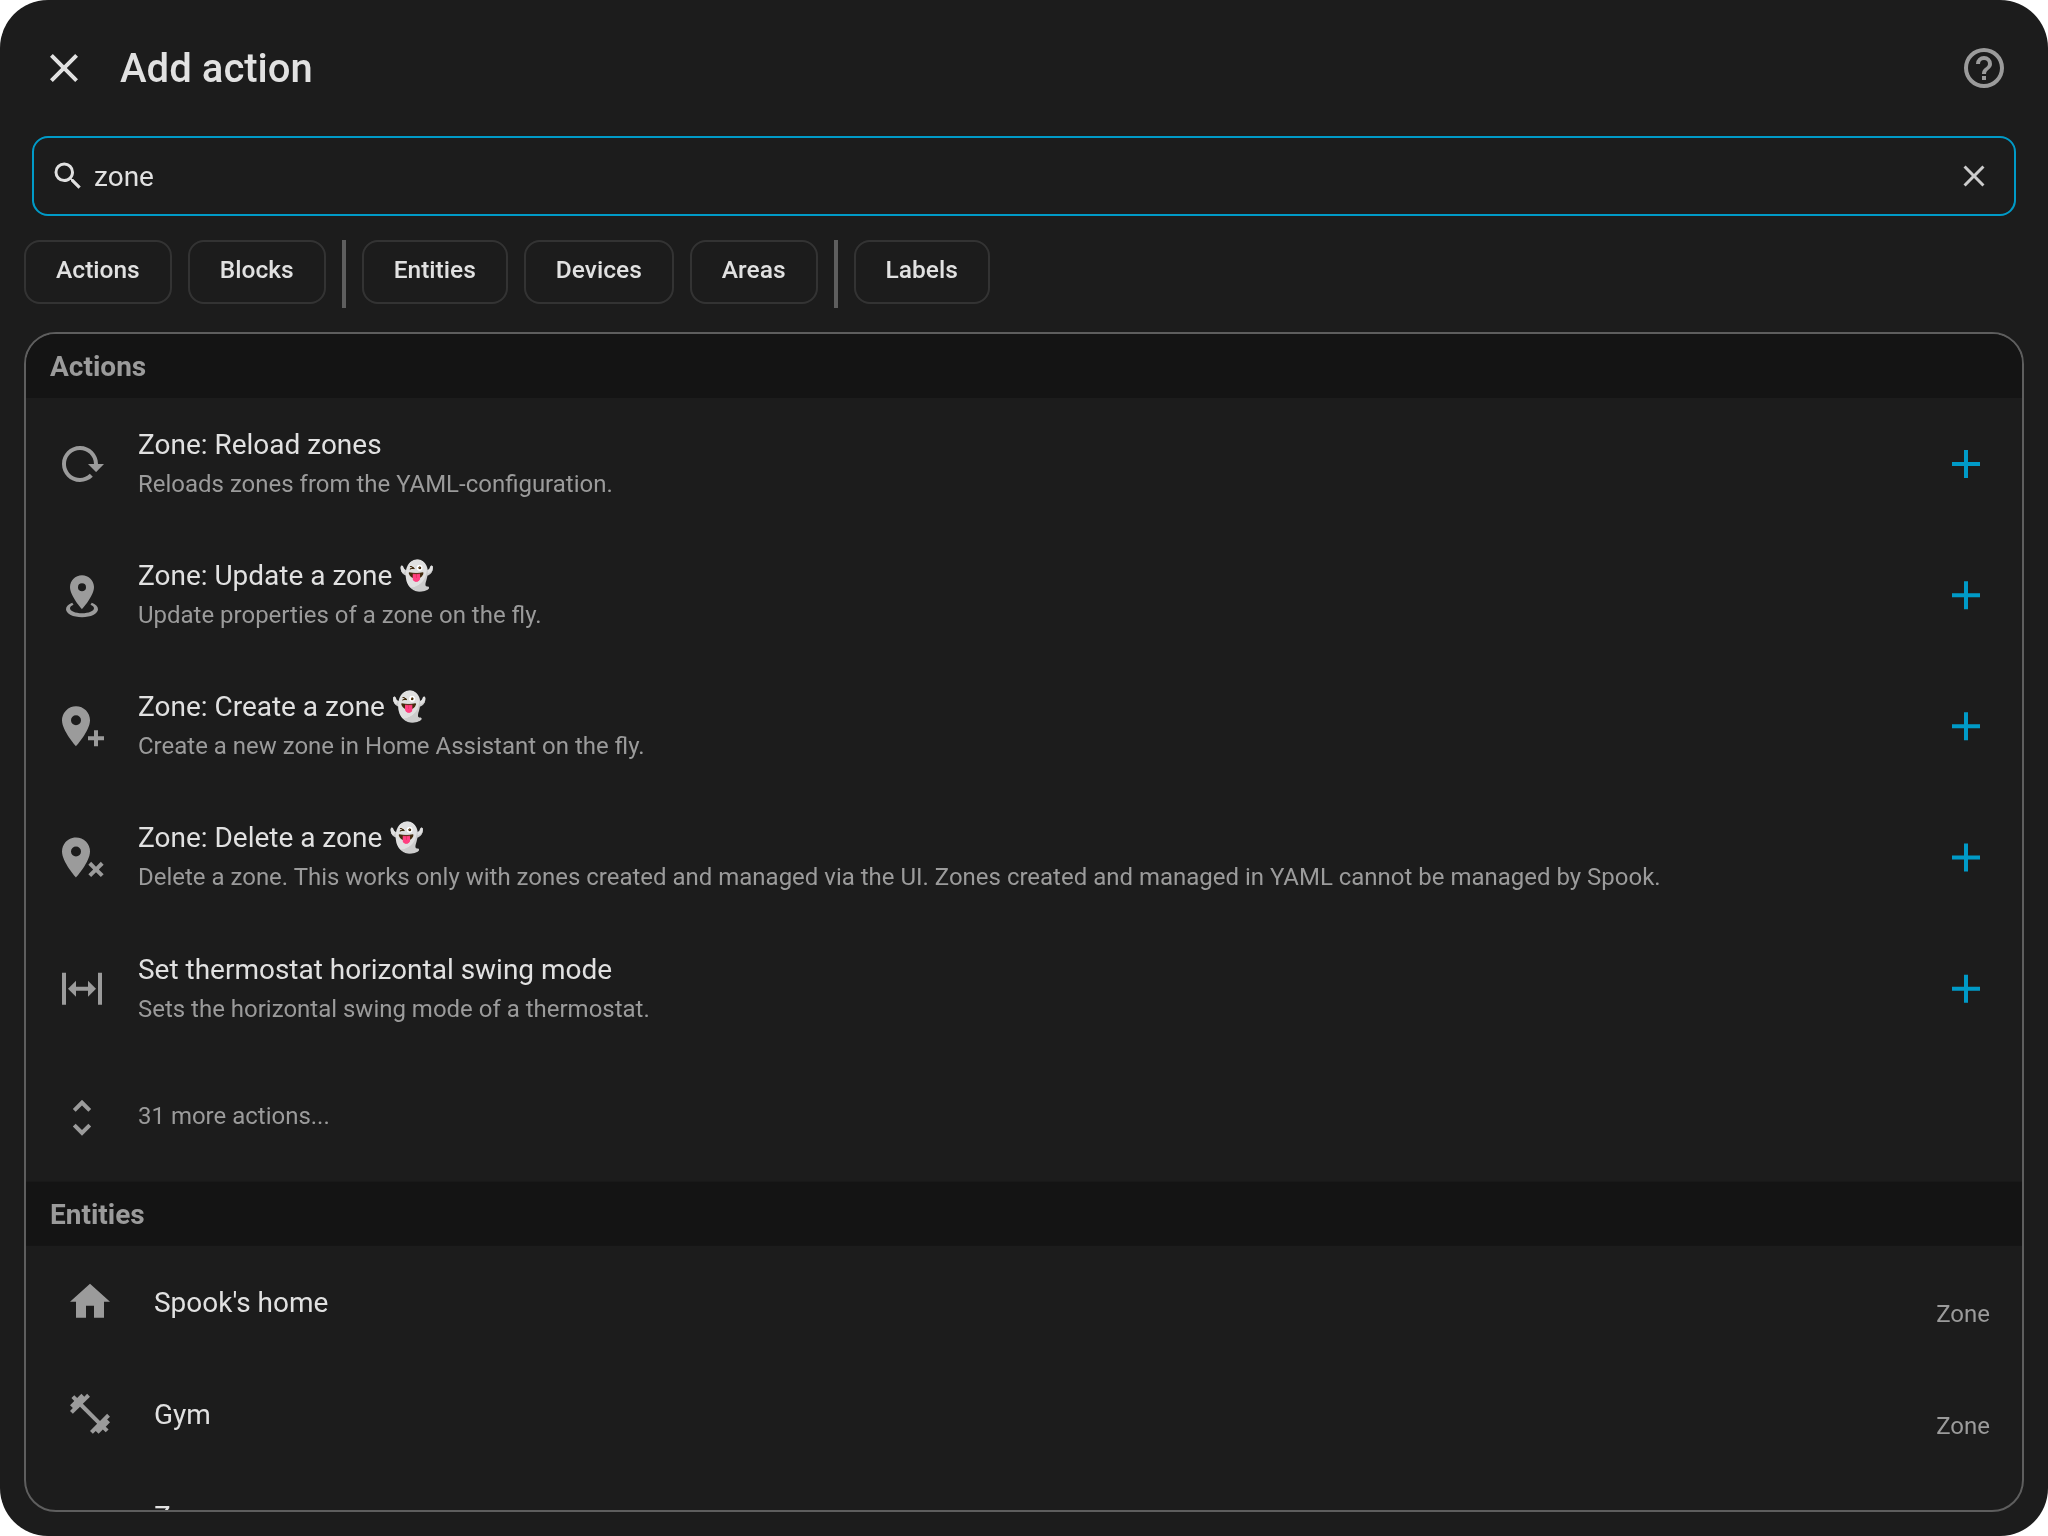 Add action
zone
Actions Blocks Entities Devices Areas Labels
Actions
Zone: Reload zones
Reloads zones from the YAML-configuration.
Zone: Update a zone 👻
Update properties of a zone on the fly.
Zone: Create a zone 👻
Create a new zone in Home Assistant on the fly.
Zone: Delete a zone 👻
Delete a zone. This works only with zones created and managed via the UI. Zones created and managed in YAML cannot be managed by Spook.
Set thermostat horizontal swing mode
Sets the horizontal swing mode of a thermostat.
31 more actions...
Entities
Spook's home
Zone
Gym
Zone